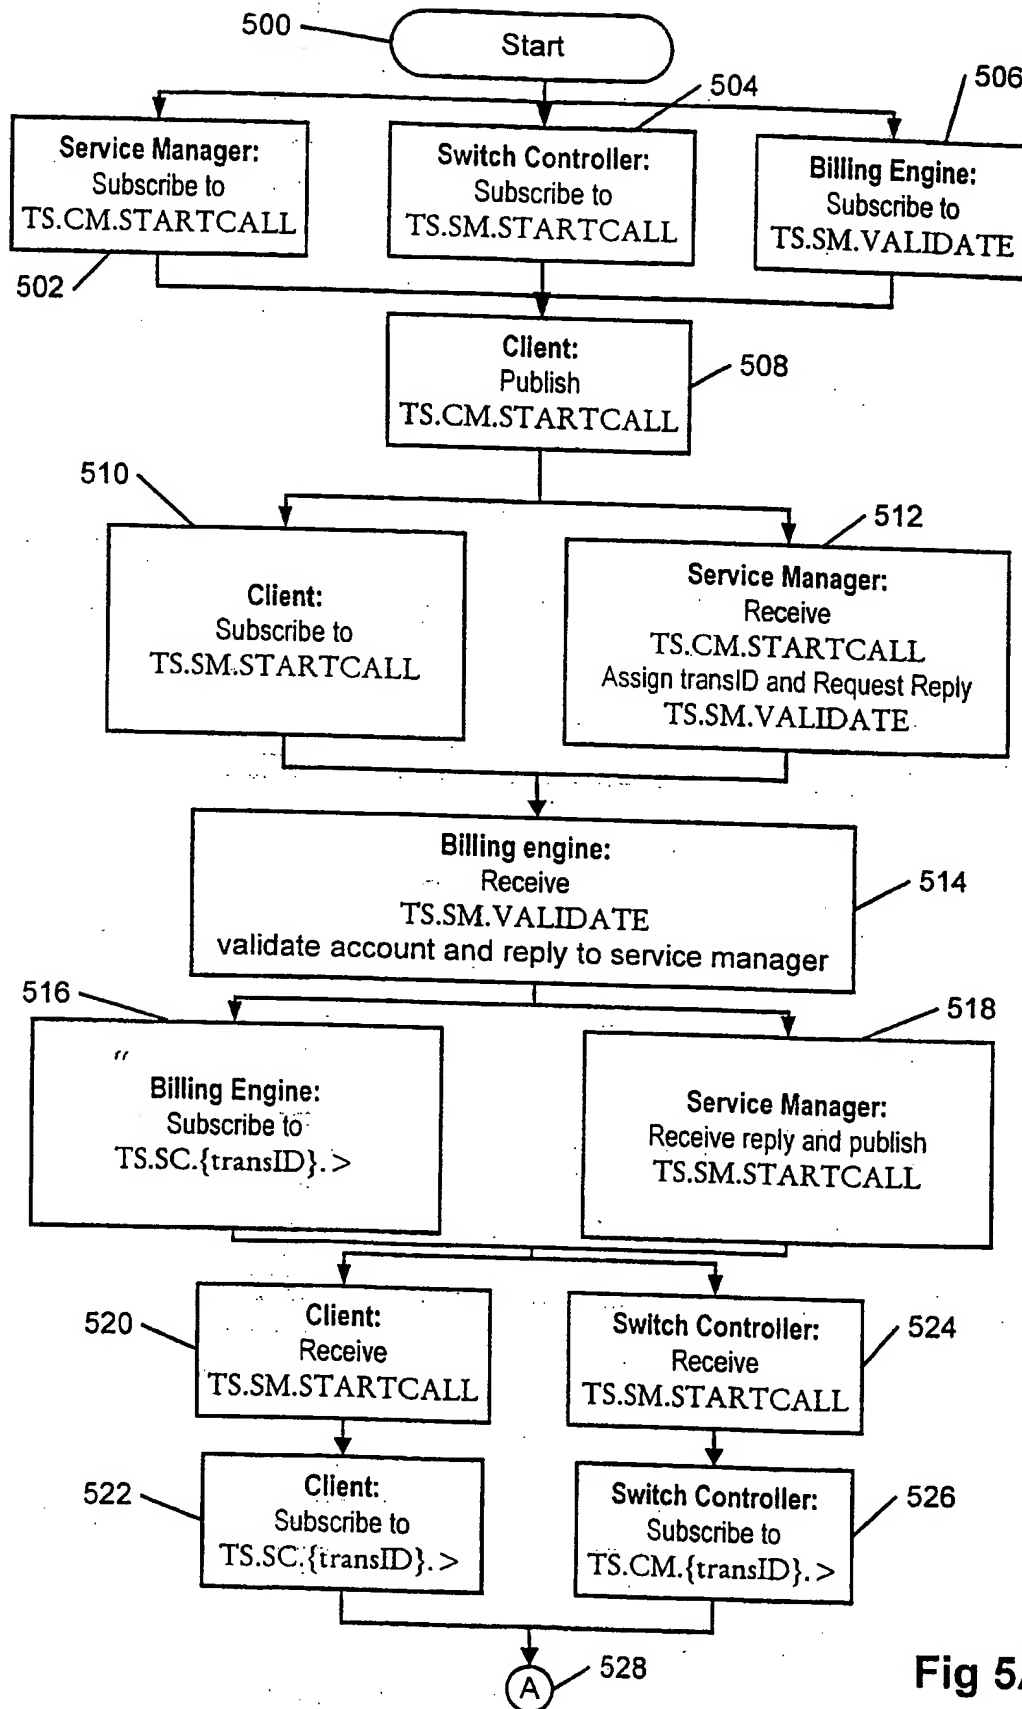 500
Start
504
506
Service Manager:
Subscribe to
TS.CM.STARTCALL
502
Switch Controller:
Subscribe to
TS.SM.STARTCALL
Billing Engine:
Subscribe to
TS.SM.VALIDATE
Client:
Publish
TS.CM.STARTCALL
508
510
Client:
Subscribe to
TS.SM.STARTCALL
512
Service Manager:
Receive
TS.CM.STARTCALL
Assign transID and Request Reply
TS.SM.VALIDATE
Billing engine:
Receive
TS.SM.VALIDATE
validate account and reply to service manager
514
516
Billing Engine:
Subscribe to
TS.SC.{transID}.>
518
Service Manager:
Receive reply and publish
TS.SM.STARTCALL
520
Client:
Receive
TS.SM.STARTCALL
Switch Controller:
Receive
TS.SM.STARTCALL
524
522
Client:
Subscribe to
TS.SC.{transID}.>
Switch Controller:
Subscribe to
TS.CM.{transID}.>
526
A
528
Fig 5